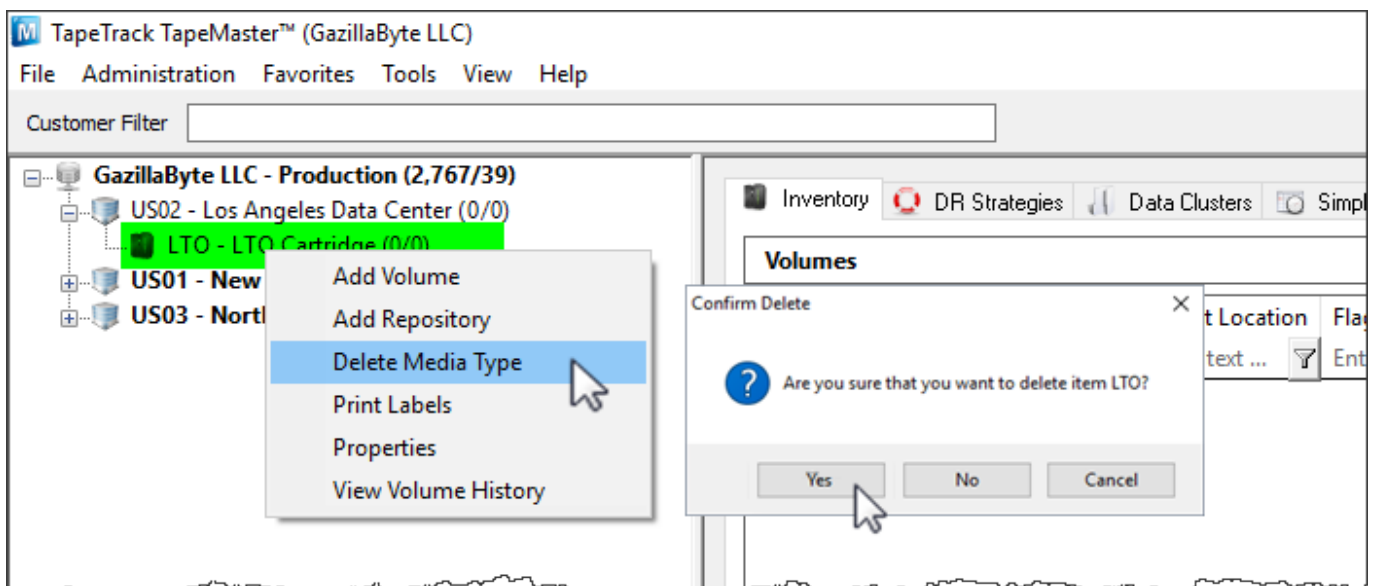 TapeTrack TapeMaster™ (GazillaByte LLC)
File Administration Favorites Tools View Help
Customer Filter
GazillaByte LLC - Production (2,767/39)
US02 - Los Angeles Data Center (0/0)
LTO - LTO Cartridge (0/0)
US01 - New
US03 - North
Add Volume
Add Repository
Delete Media Type
Print Labels
Properties
View Volume History
Inventory DR Strategies Data Clusters Simpl
Volumes
t Location Flag
text ... Ent
Confirm Delete
Are you sure that you want to delete item LTO?
Yes No Cancel